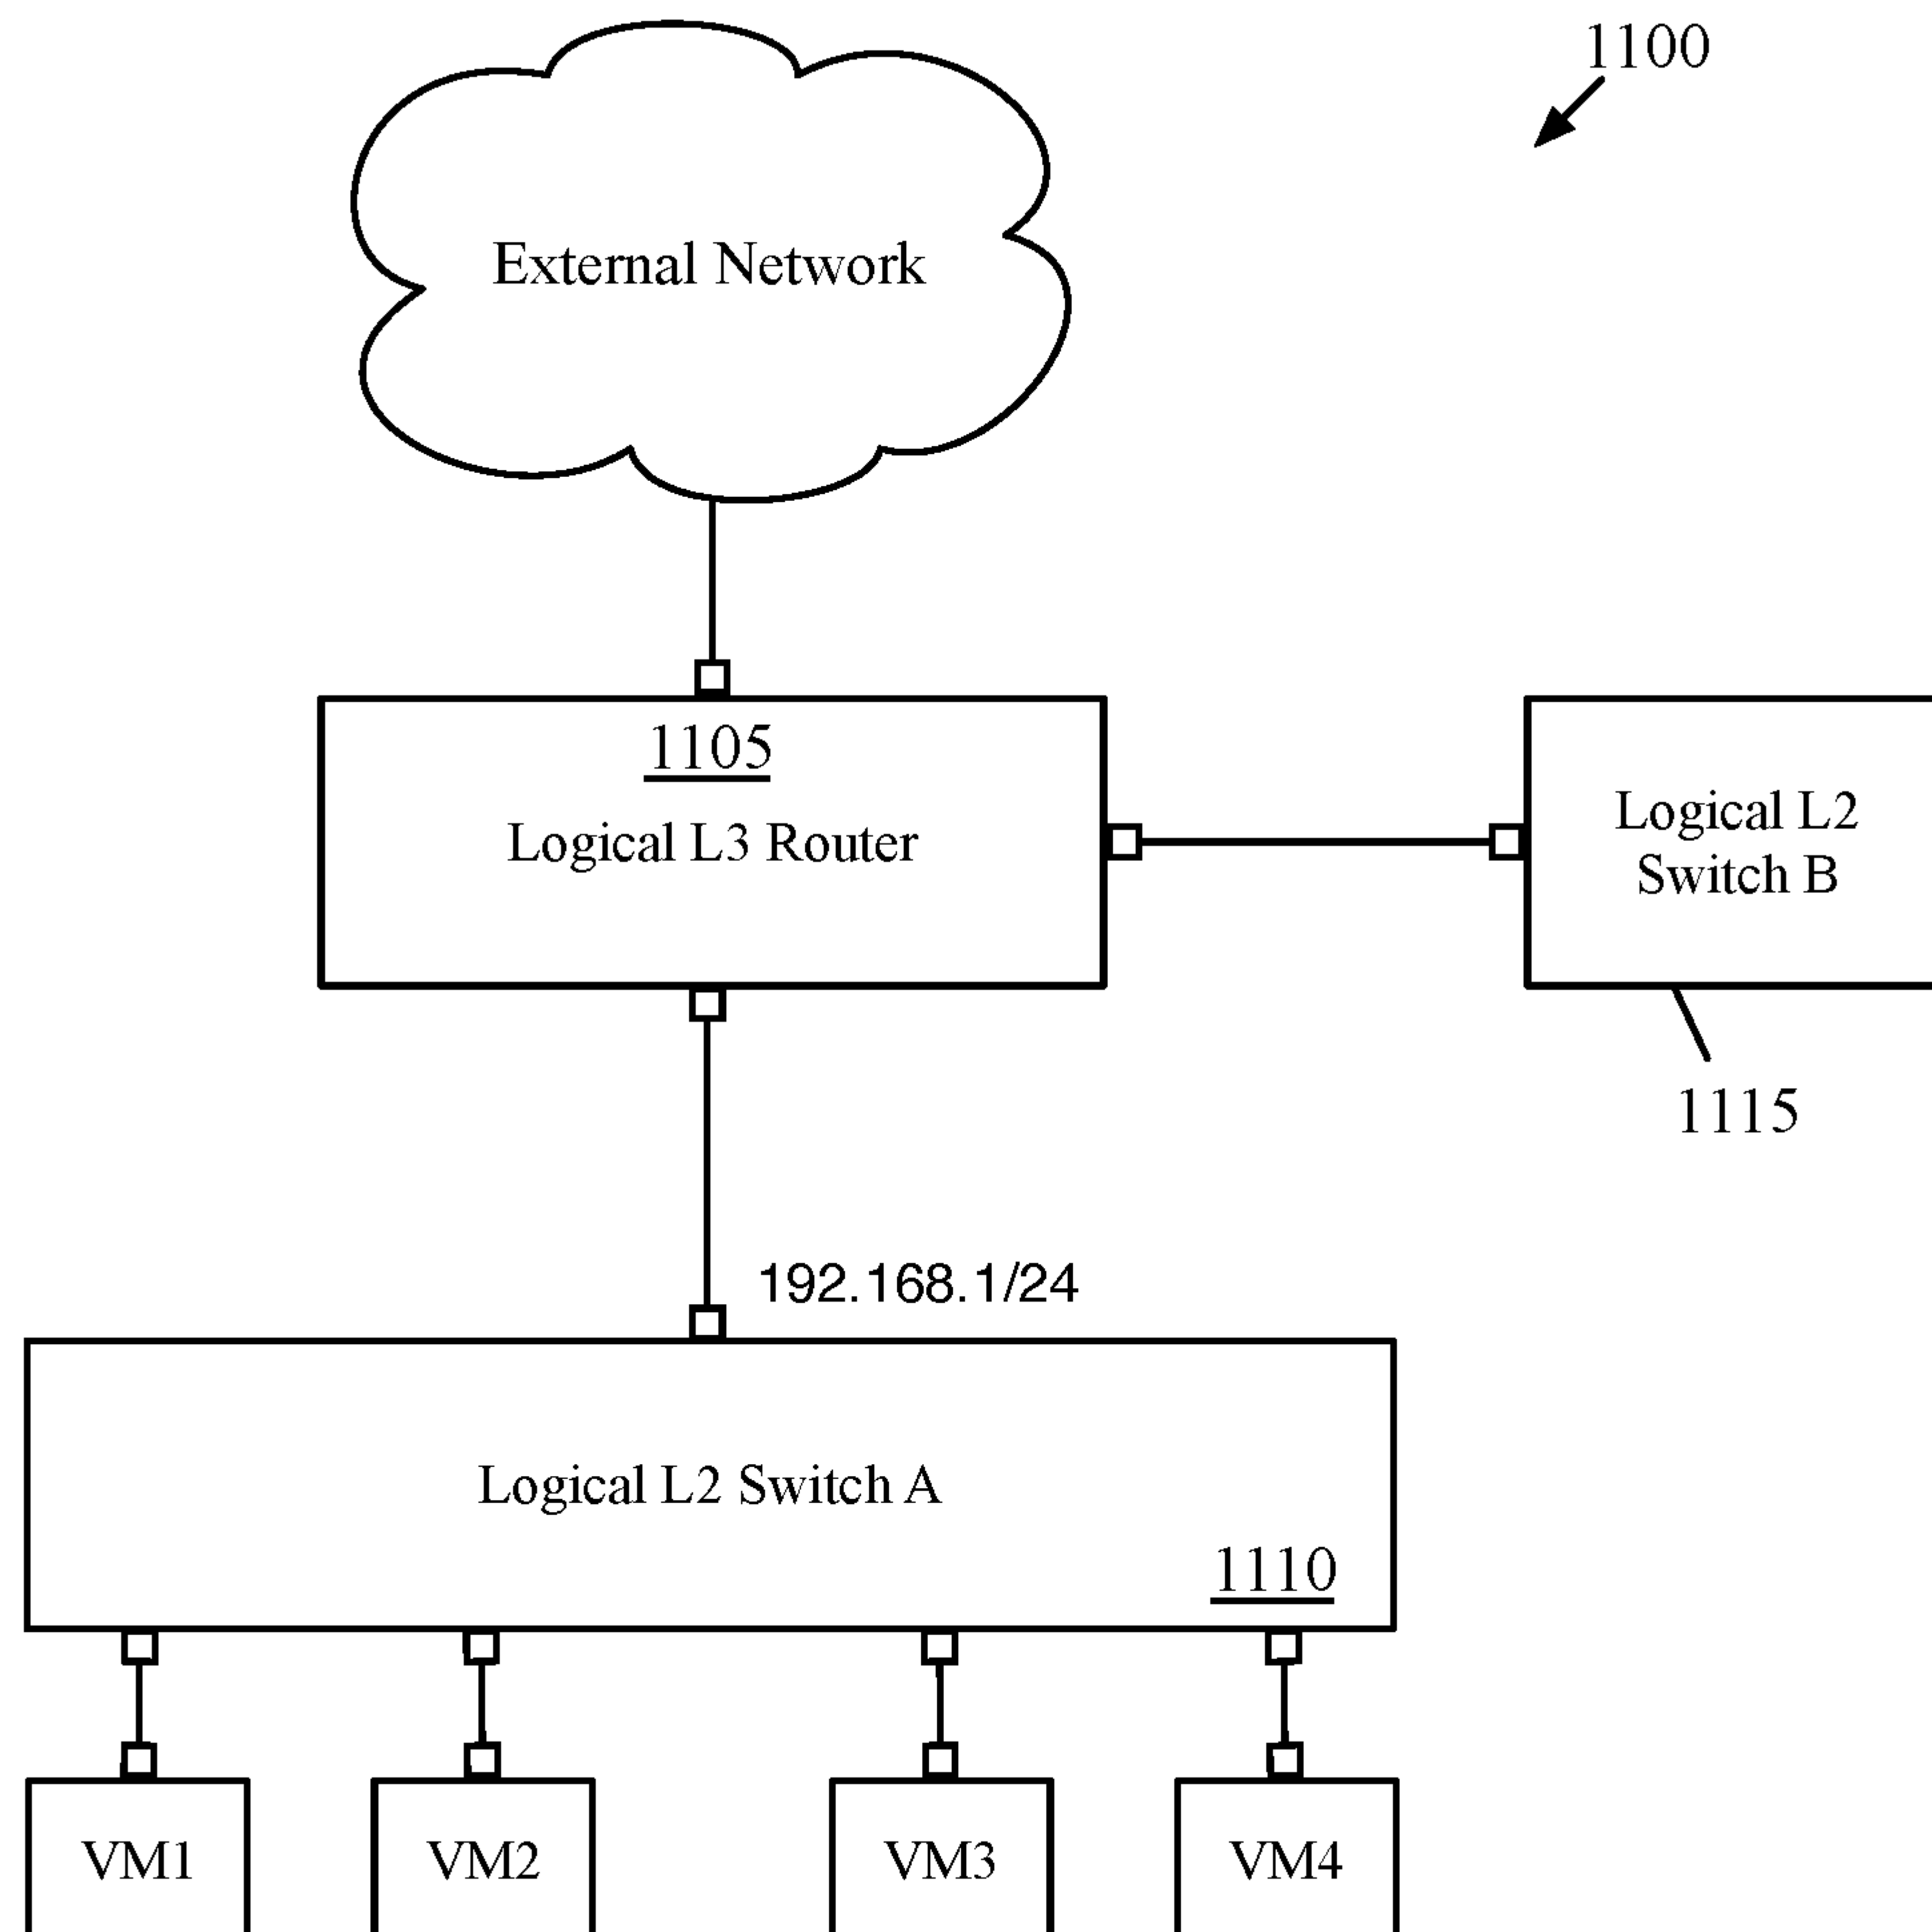 1100
External Network
1105
Logical L3 Router
Logical L2
Switch B
1115
192.168.1/24
Logical L2 Switch A
1110
VM1
VM2
VM3
VM4